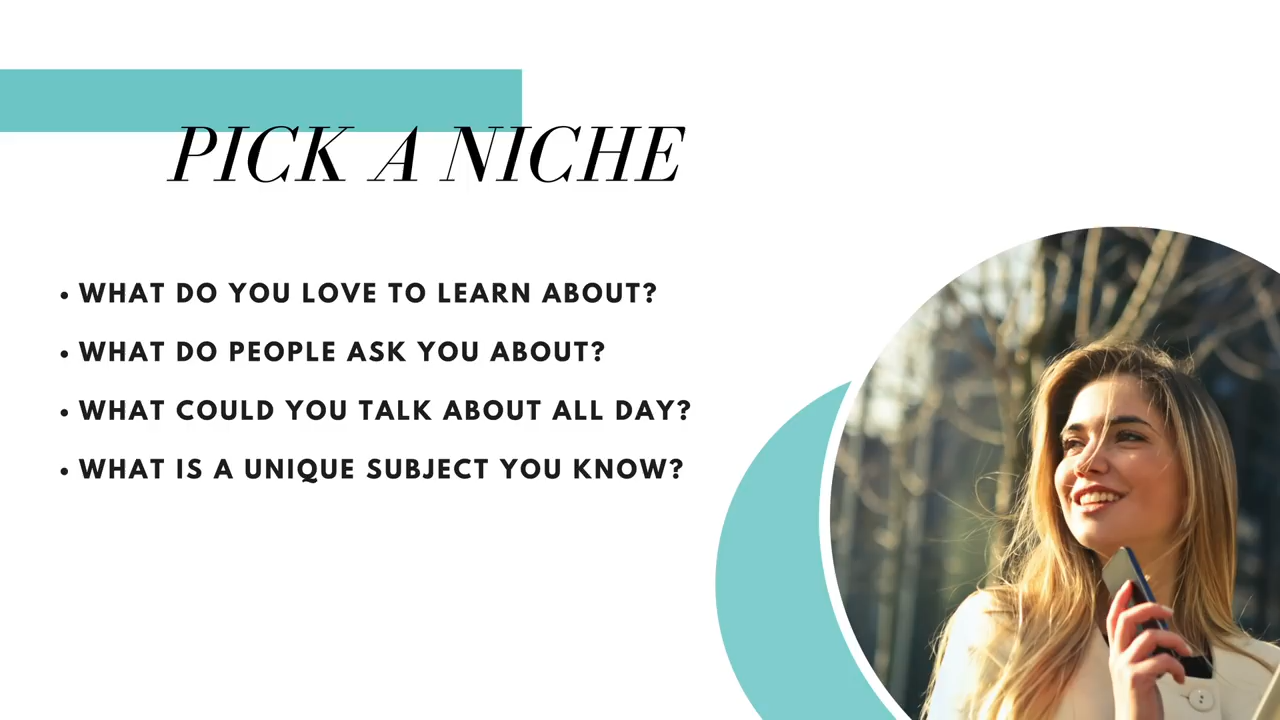 PICK A NICHE
• WHAT DO YOU LOVE TO LEARN ABOUT?
• WHAT DO PEOPLE ASK YOU ABOUT?
• WHAT COULD YOU TALK ABOUT ALL DAY?
• WHAT IS A UNIQUE SUBJECT YOU KNOW?